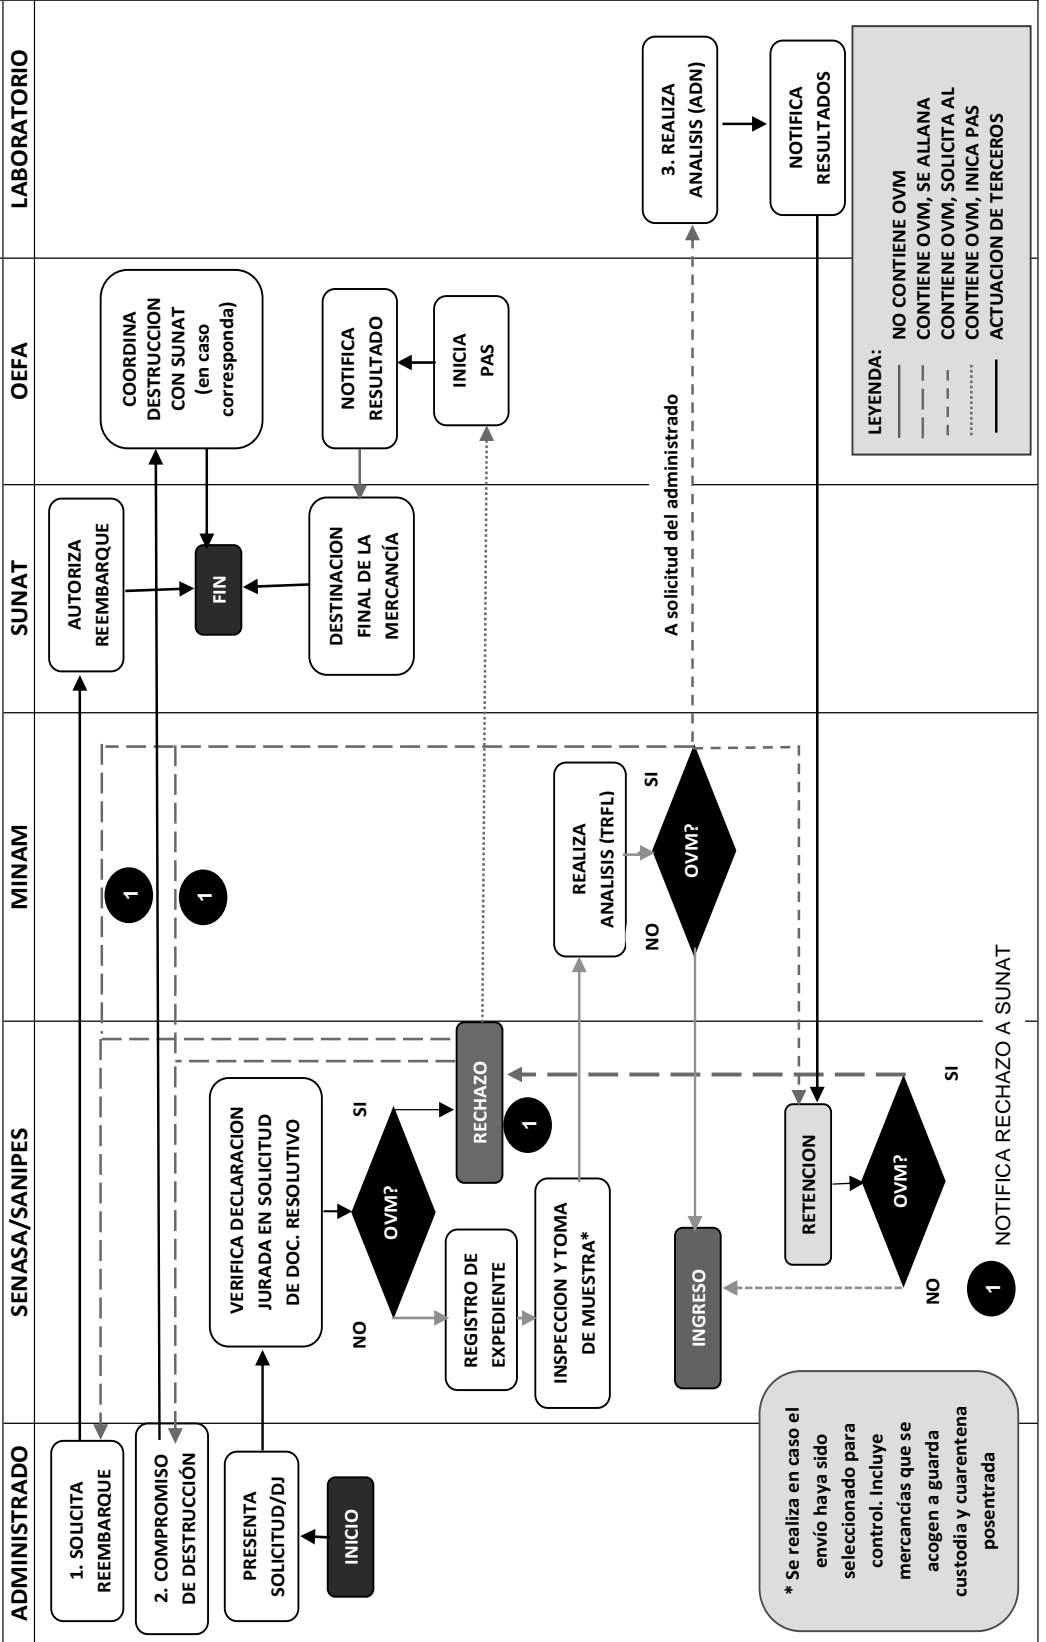 ADMINISTRADO
SENASA/SANIPES
MINAM
SUNAT
OEFA
LABORATORIO
1. SOLICITA
REEMBARQUE
2. COMPROMISO
DE DESTRUCCIÓN
PRESENTA
SOLICITUD/DJ
INICIO
* Se realiza en caso el
envío haya sido
seleccionado para
control. Incluye
mercancías que se
acogen a guarda
custodia y cuarentena
posentrada
VERIFICA DECLARACION
JURADA EN SOLICITUD
DE DOC. RESOLUTIVO
OVM?
NO
SI
REGISTRO DE
EXPEDIENTE
RECHAZO
1
INSPECCION Y TOMA
DE MUESTRA*
INGRESO
RETENCION
OVM?
NO
SI
1
NOTIFICA RECHAZO A SUNAT
1
1
REALIZA
ANALISIS (TRFL)
OVM?
NO
SI
AUTORIZA
REEMBARQUE
FIN
DESTINACION
FINAL DE LA
MERCANCÍA
A solicitud del administrado
COORDINA
DESTRUCCION
CON SUNAT
(en caso
corresponda)
NOTIFICA
RESULTADO
INICIA
PAS
3. REALIZA
ANALISIS (ADN)
NOTIFICA
RESULTADOS
LEYENDA:
NO CONTIENE OVM
CONTIENE OVM, SE ALLANA
CONTIENE OVM, SOLICITA AL
CONTIENE OVM, INICA PAS
ACTUACION DE TERCEROS